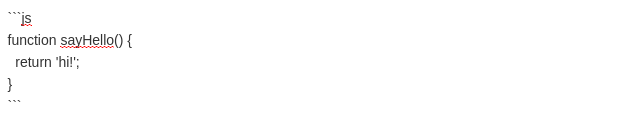 ```js
function sayHello() {
  return 'hi!';
}
```